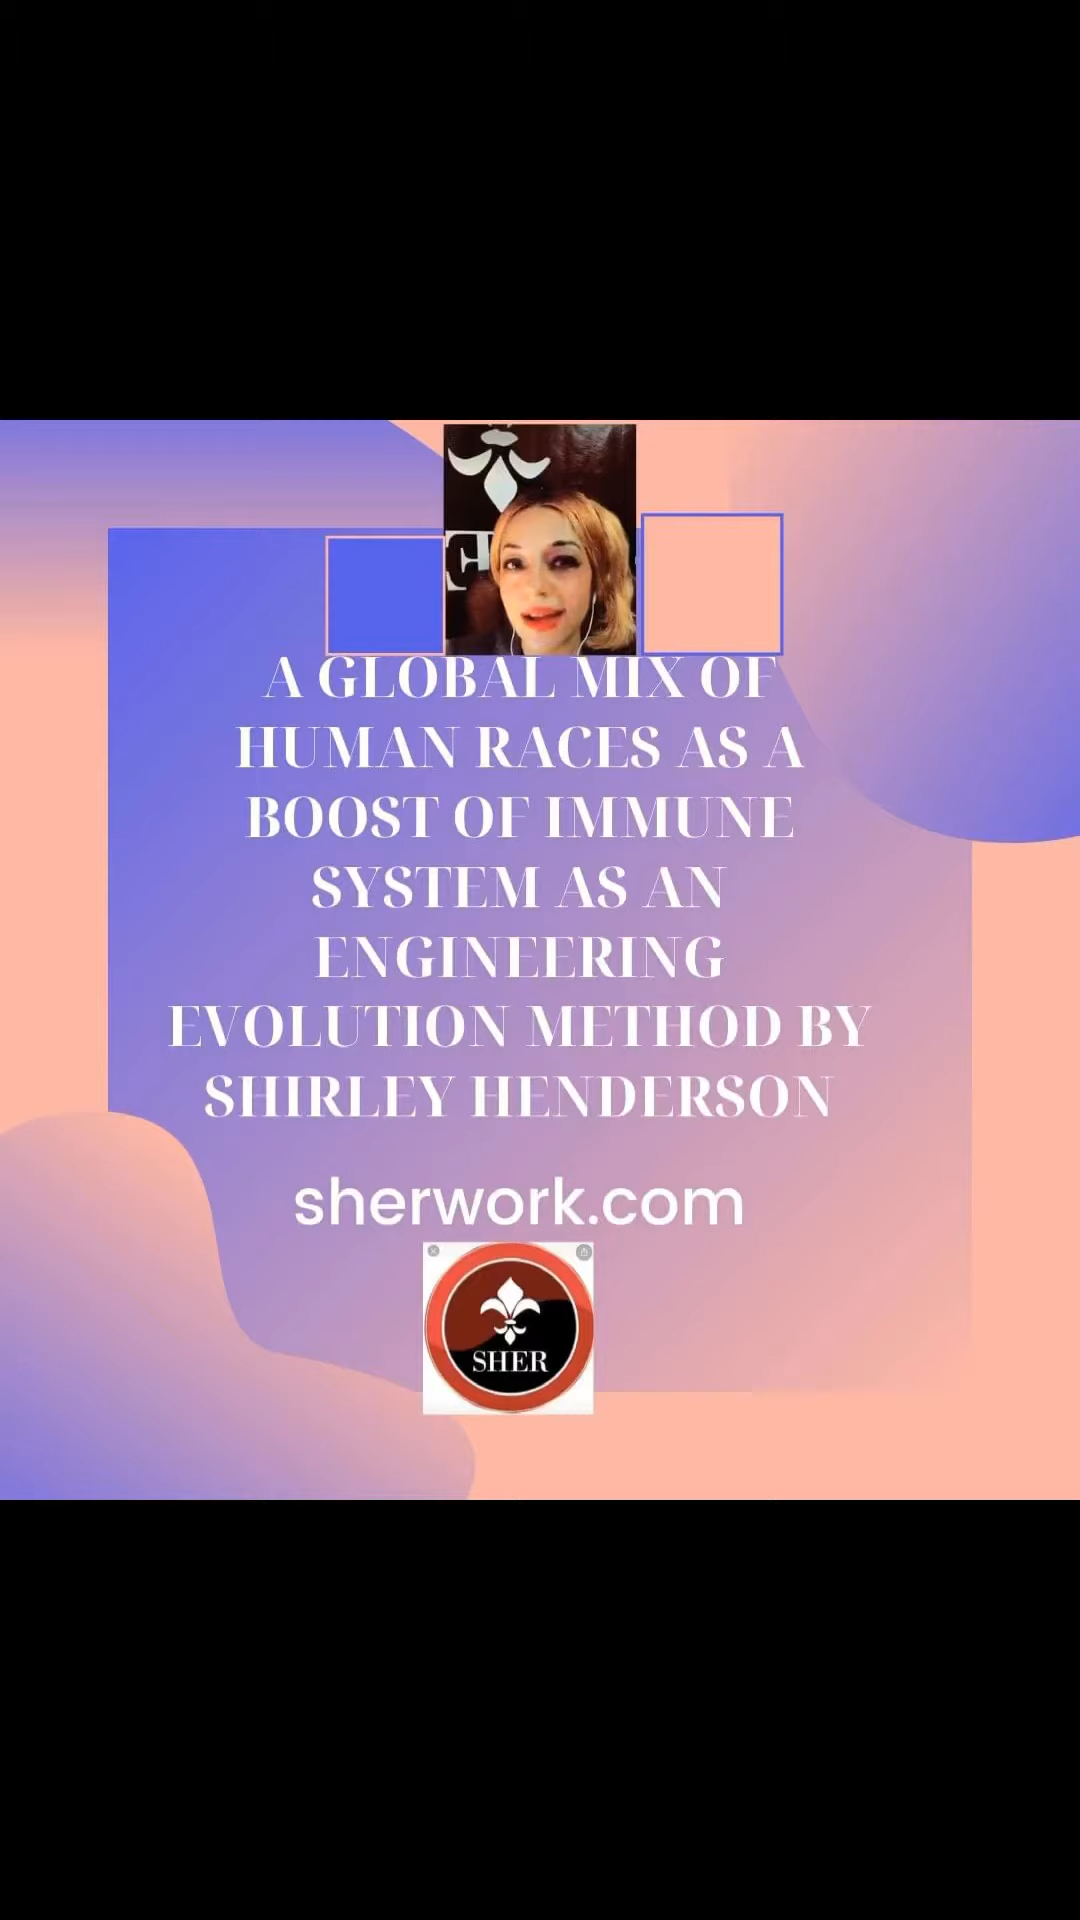 A GLOBAL MIX OF
HUMAN RACES AS A
BOOST OF IMMUNE
SYSTEM AS AN
ENGINEERING
EVOLUTION METHOD BY
SHIRLEY HENDERSON
sherwork.com
SHER